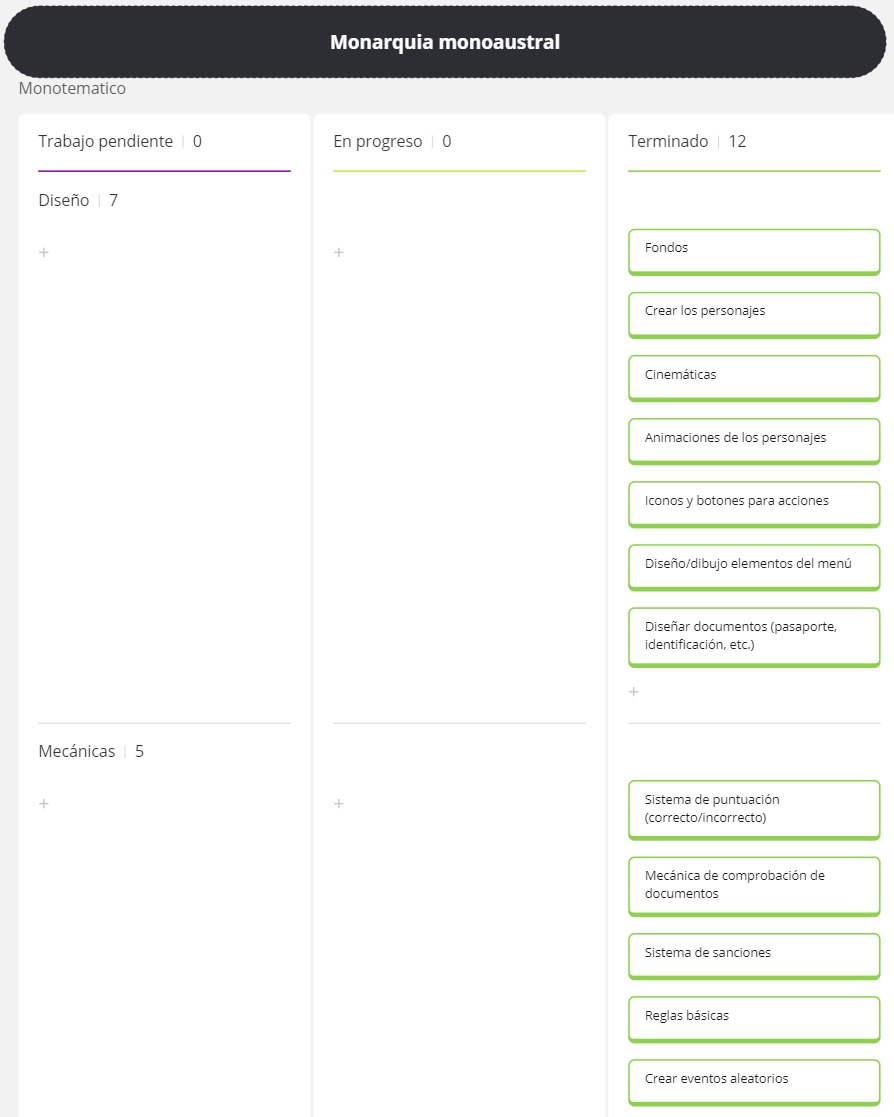 Monarquia monoaustral
Monotematico
Trabajo pendiente | 0
En progreso | 0
Terminado | 12
Diseño | 7
+
+
Fondos
Crear los personajes
Cinemáticas
Animaciones de los personajes
Iconos y botones para acciones
Diseño/dibujo elementos del menú
Diseñar documentos (pasaporte,
identificación, etc.)
+
Mecánicas | 5
+
+
Sistema de puntuación
(correcto/incorrecto)
Mecánica de comprobación de
documentos
Sistema de sanciones
Reglas básicas
Crear eventos aleatorios